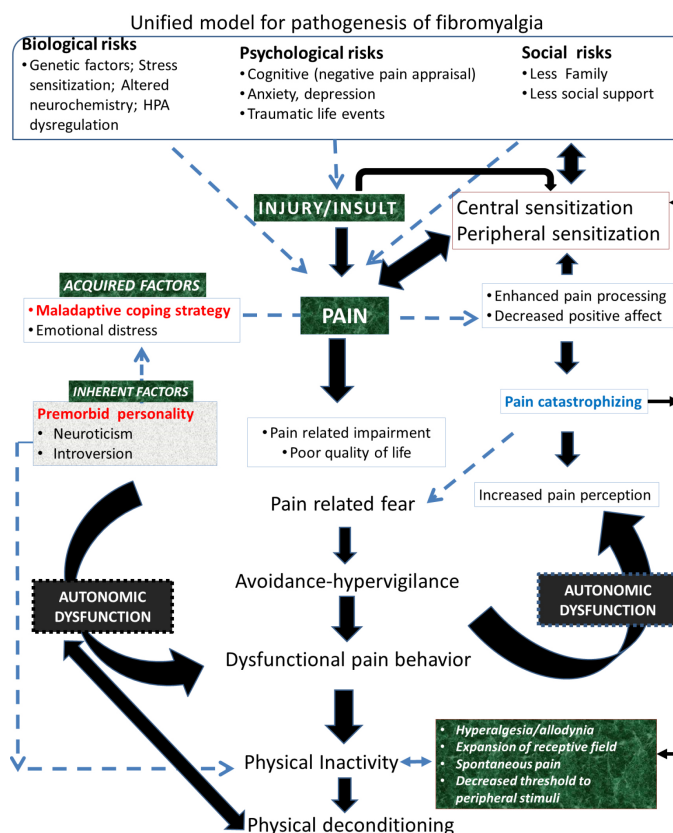 Unified model for pathogenesis of fibromyalgia
Biological risks
• Genetic factors; Stress
sensitization; Altered
neurochemistry; HPA
dysregulation
Psychological risks
• Cognitive (negative pain appraisal)
• Anxiety, depression
• Traumatic life events
Social risks
• Less Family
• Less social support
INJURY/INSULT
Central sensitization
Peripheral sensitization
ACQUIRED FACTORS
• Maladaptive coping strategy
• Emotional distress
PAIN
• Enhanced pain processing
• Decreased positive affect
INHERENT FACTORS
Premorbid personality
• Neuroticism
• Introversion
• Pain related impairment
• Poor quality of life
Pain catastrophizing
Pain related fear
Increased pain perception
Avoidance-hypervigilance
AUTONOMIC
DYSFUNCTION
AUTONOMIC
DYSFUNCTION
Dysfunctional pain behavior
Physical Inactivity
• Hyperalgesia/allodynia
• Expansion of receptive field
• Spontaneous pain
• Decreased threshold to
peripheral stimuli
Physical deconditioning